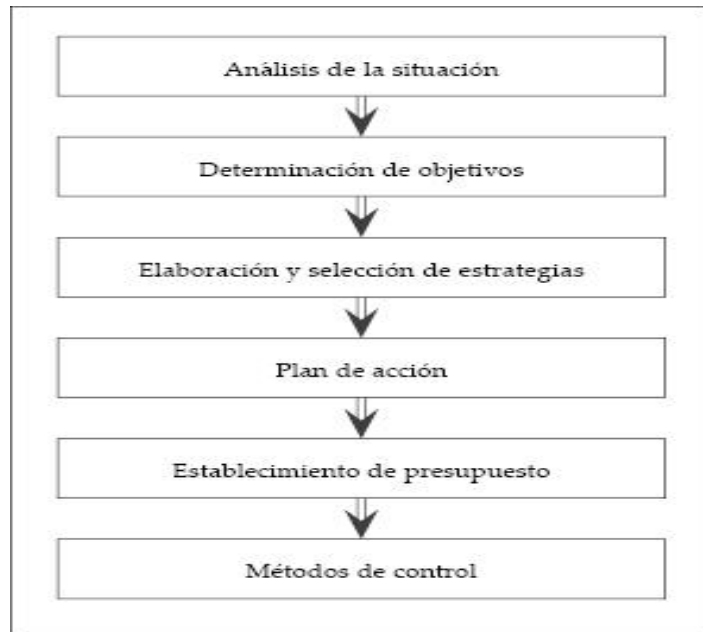 Análisis de la situación
Determinación de objetivos
Elaboración y selección de estrategias
Plan de acción
Establecimiento de presupuesto
Métodos de control